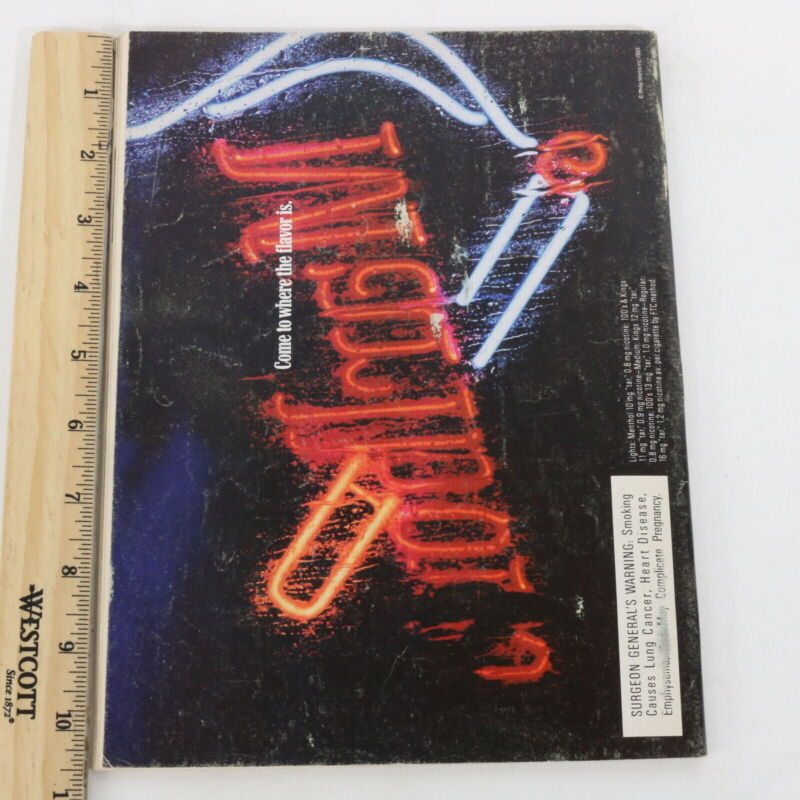 © Philip Morris Inc. 1993
Marlboro
Come to where the flavor is.
Lights: Menthol 10 mg "tar," 0.8 mg nicotine; 100's & Kings
11 mg "tar," 0.9 mg nicotine–Medium: Kings 12 mg "tar,"
0.8 mg nicotine; 100's 13 mg "tar," 1.0 mg nicotine–Regular:
16 mg "tar," 1.2 mg nicotine av. per cigarette by FTC method
SURGEON GENERAL'S WARNING: Smoking
Causes Lung Cancer, Heart Disease,
Emphysema, May Complicate Pregnancy.
1
2
3
4
5
6
7
8
9
10
WESTCOTT
Since 1872®